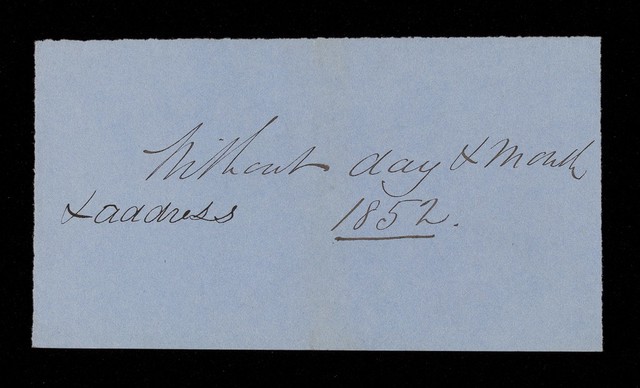 Without day & Month
& address 1852.